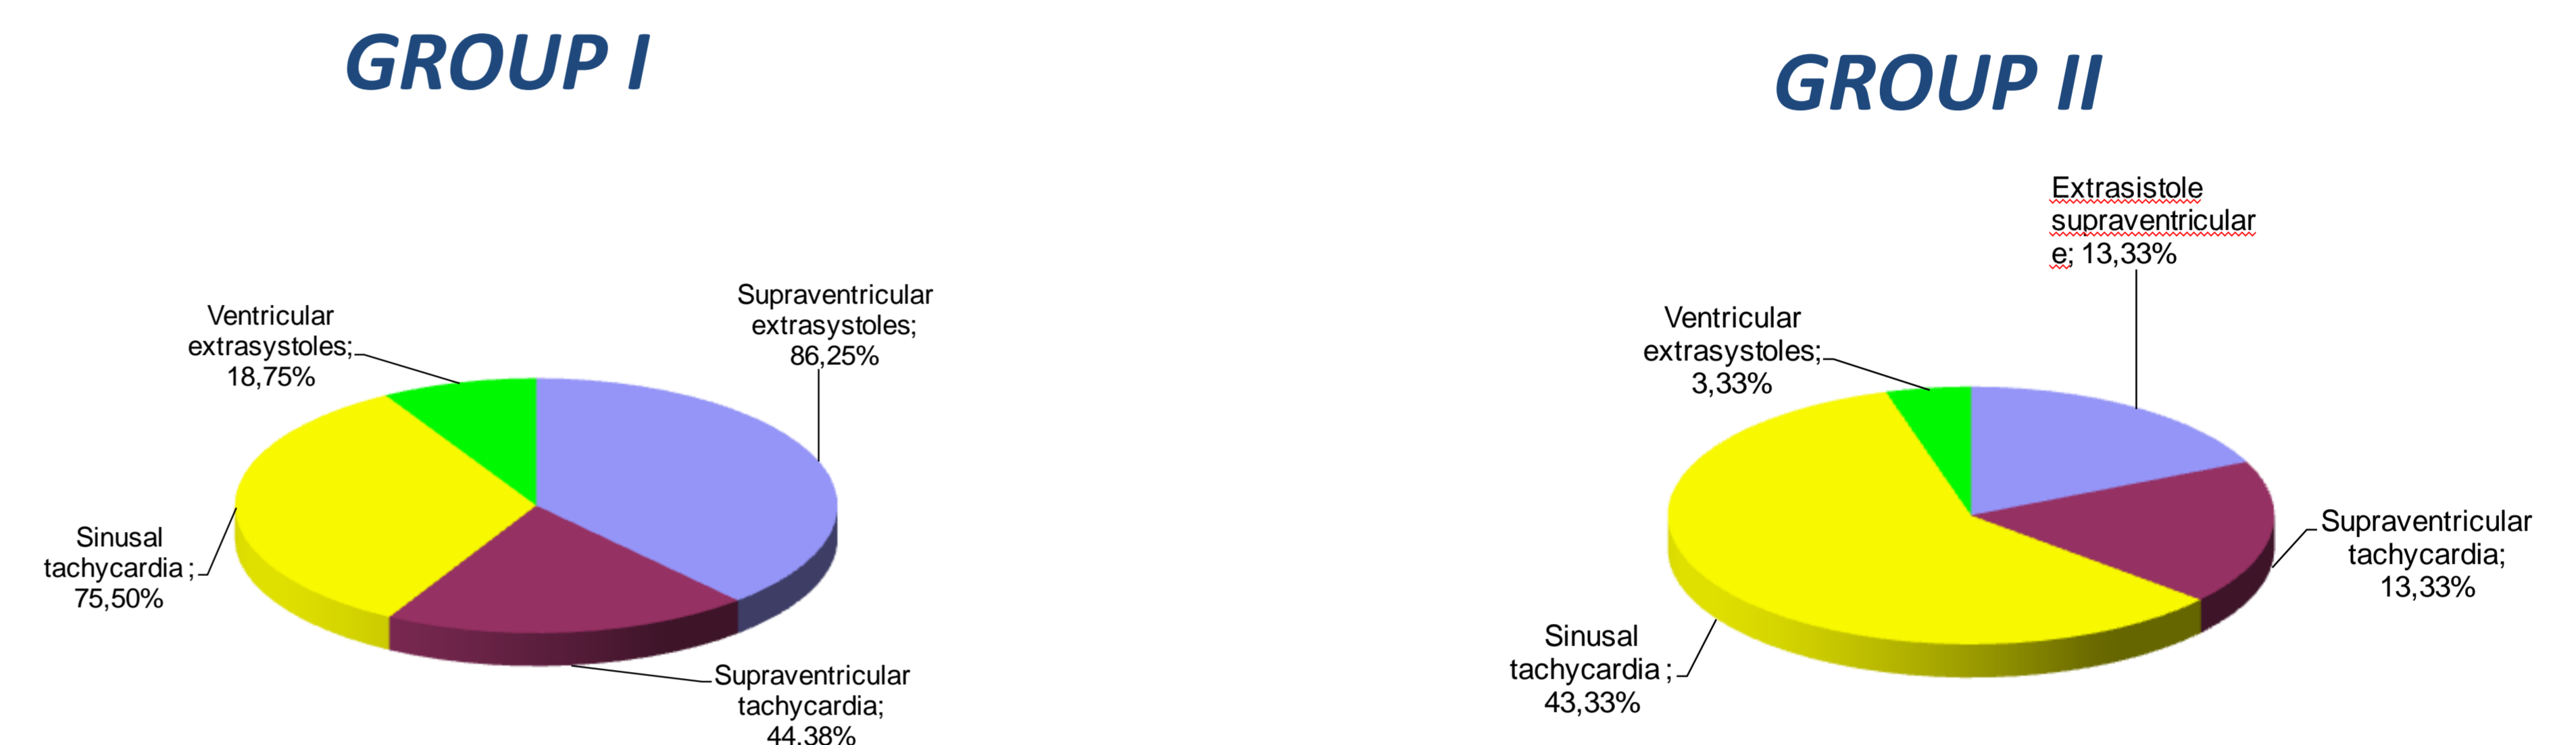 GROUP I
Supraventricular
extrasystoles;
86,25%
Ventricular
extrasystoles;
18,75%
Sinusal
tachycardia ;
75,50%
Supraventricular
tachycardia;
44,38%
GROUP II
Extrasistole
supraventricular
e; 13,33%
Ventricular
extrasystoles;
3,33%
Supraventricular
tachycardia;
13,33%
Sinusal
tachycardia ;
43,33%